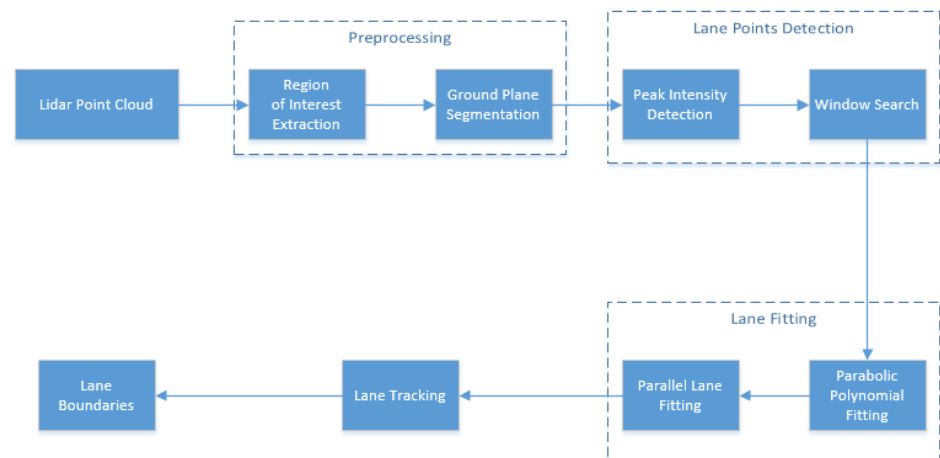 Preprocessing
Lane Points Detection
Lidar Point Cloud
Region
of Interest
Extraction
Ground Plane
Segmentation
Peak Intensity
Detection
Window Search
Lane Fitting
Lane
Boundaries
Lane Tracking
Parallel Lane
Fitting
Parabolic
Polynomial
Fitting